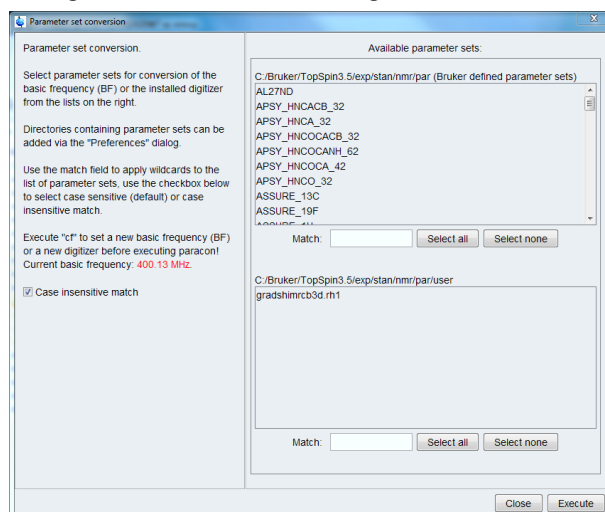 Parameter set conversion
Parameter set conversion.
Select parameter sets for conversion of the
basic frequency (BF) or the installed digitizer
from the lists on the right.
Directories containing parameter sets can be
added via the "Preferences" dialog.
Use the match field to apply wildcards to the
list of parameter sets, use the checkbox below
to select case sensitive (default) or case
insensitive match.
Execute "cf" to set a new basic frequency (BF)
or a new digitizer before executing paracon!
Current basic frequency: 400.13 MHz.
Case insensitive match
Available parameter sets:
C:/Bruker/TopSpin3.5/exp/stan/nmr/par (Bruker defined parameter sets)
AL27ND
APSY_HNCACB_32
APSY_HNCA_32
APSY_HNCOCACB_32
APSY_HNCOCANH_62
APSY_HNCOCA_42
APSY_HNCO_32
ASSURE_13C
ASSURE_19F
Match: Select all Select none
C:/Bruker/TopSpin3.5/exp/stan/nmr/par/user
gradshimrcb3d.rh1
Match: Select all Select none
Close Execute